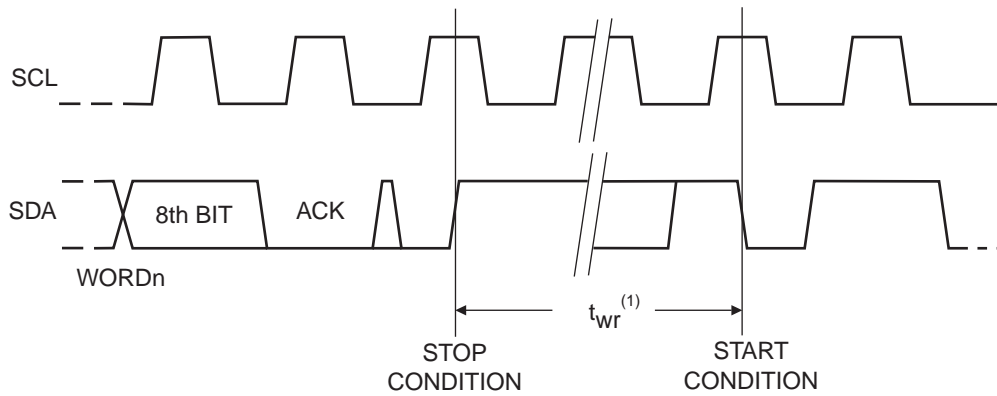 SCL
SDA
8th BIT
ACK
WORDn
twr(1)
STOP
CONDITION
START
CONDITION